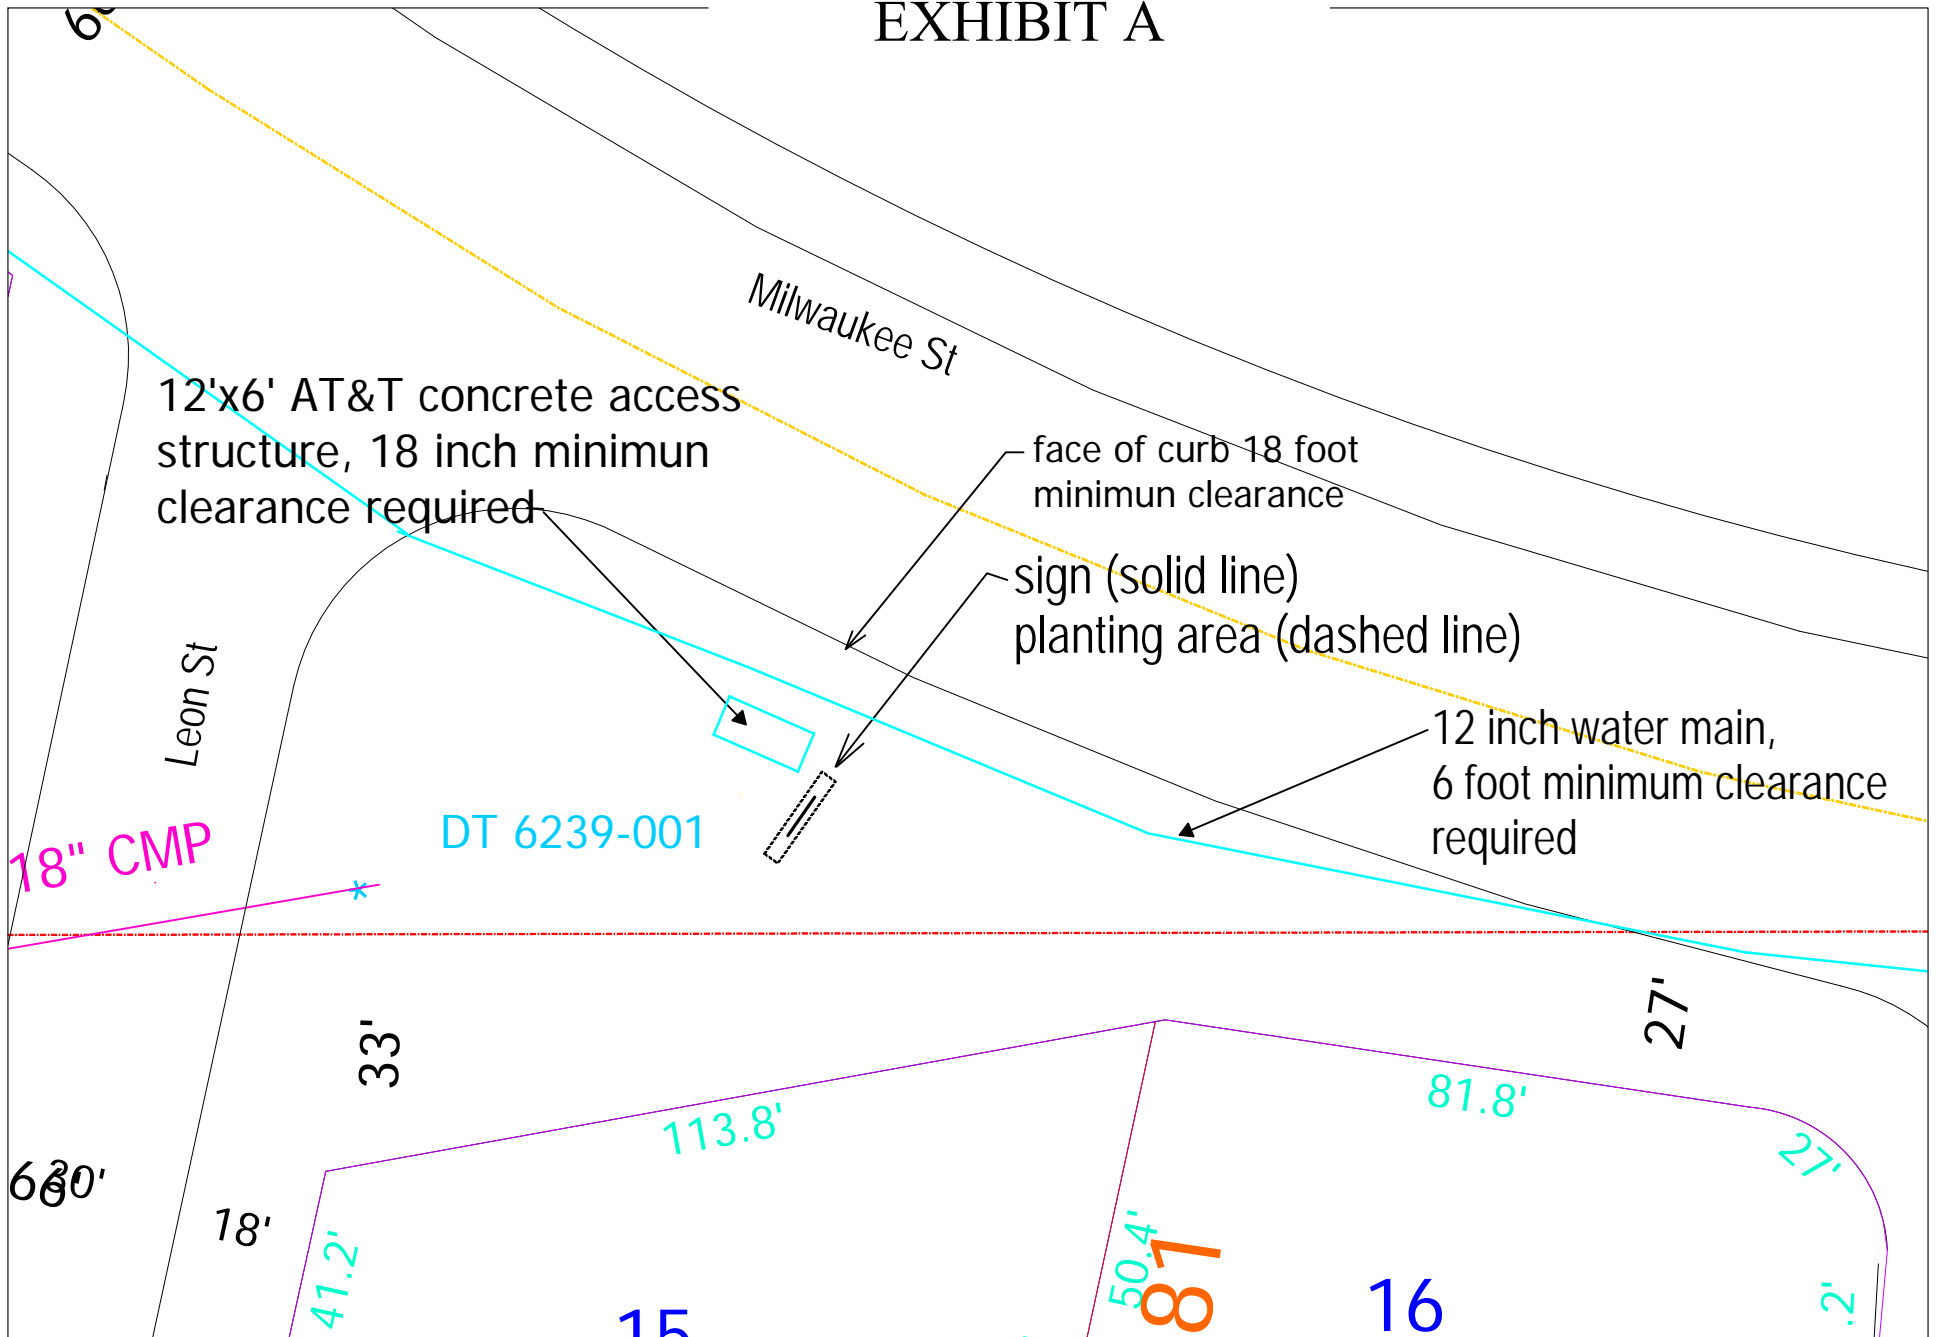 EXHIBIT A
Milwaukee St
12'x6' AT&T concrete access
structure, 18 inch minimun
clearance required
face of curb 18 foot
minimun clearance
sign (solid line)
planting area (dashed line)
Leon St
12 inch water main,
6 foot minimum clearance
required
DT 6239-001
18" CMP
*
33'
27'
113.8'
81.8'
27'
66'
30'
18'
41.2'
50.4'
81
15
16
.2'